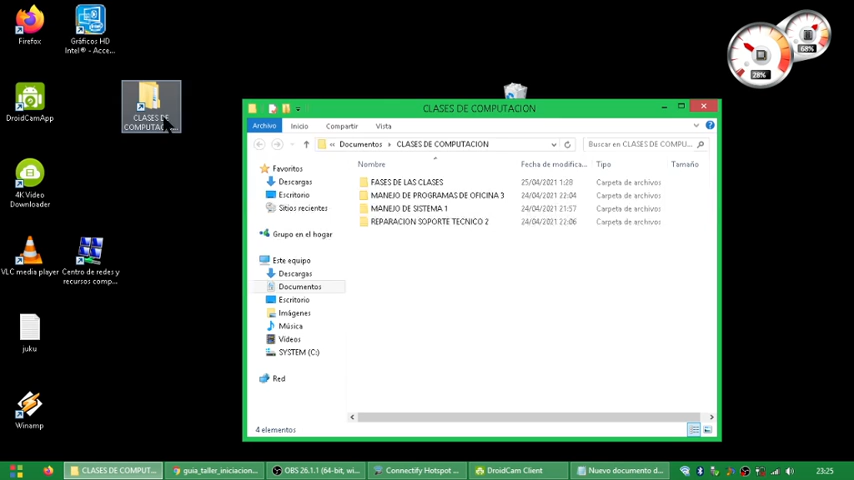 Firefox
Gráficos HD
Intel® - Acce...
DroidCamApp
CLASES DE
COMPUTAC...
4K Video
Downloader
VLC media player
Centro de redes y
recursos comp...
juku
Winamp
28%
68%
CLASES DE COMPUTACION
Archivo
Inicio
Compartir
Vista
« Documentos ▸ CLASES DE COMPUTACION
Buscar en CLASES DE COMPU...
Nombre
Fecha de modifica...
Tipo
Tamaño
FASES DE LAS CLASES 25/04/2021 1:28 Carpeta de archivos
MANEJO DE PROGRAMAS DE OFICINA 3 24/04/2021 22:04 Carpeta de archivos
MANEJO DE SISTEMA 1 24/04/2021 21:57 Carpeta de archivos
REPARACION SOPORTE TECNICO 2 24/04/2021 22:06 Carpeta de archivos
Favoritos
Descargas
Escritorio
Sitios recientes
Grupo en el hogar
Este equipo
Descargas
Documentos
Escritorio
Imágenes
Música
Vídeos
SYSTEM (C:)
Red
4 elementos
CLASES DE COMPUT...
guia_taller_iniciacion...
OBS 26.1.1 (64-bit, wi...
Connectify Hotspot ...
DroidCam Client
Nuevo documento d...
23:25